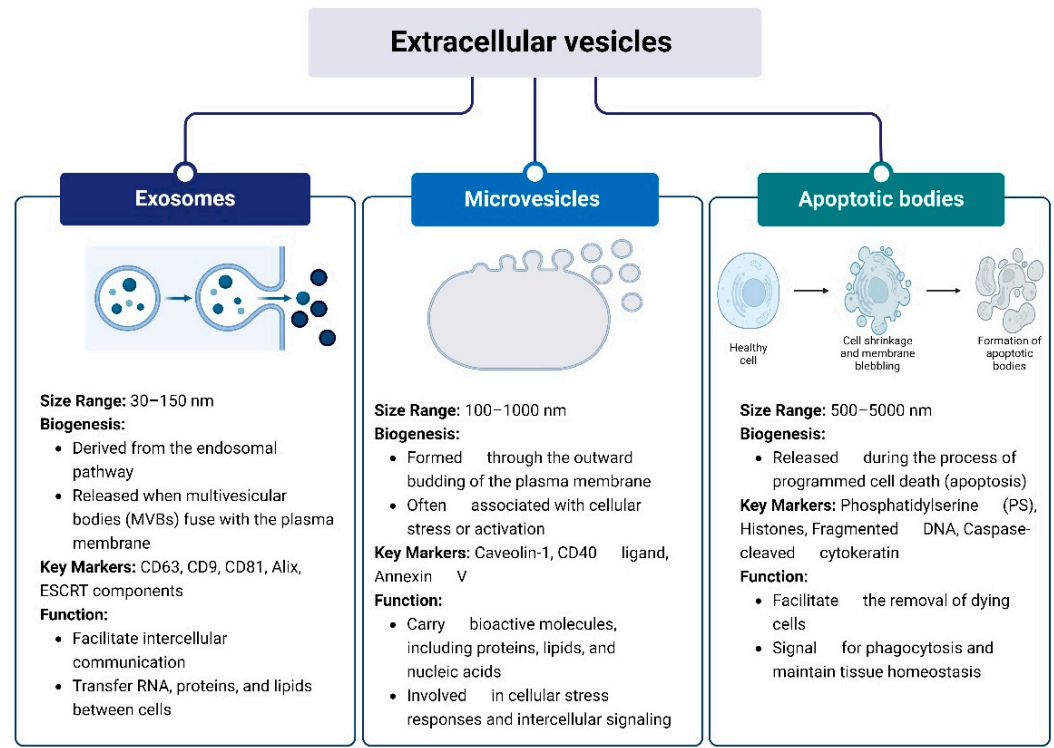 Extracellular vesicles
Exosomes
Size Range: 30–150 nm
Biogenesis:
• Derived from the endosomal
pathway
• Released when multivesicular
bodies (MVBs) fuse with the plasma
membrane
Key Markers: CD63, CD9, CD81, Alix,
ESCRT components
Function:
• Facilitate intercellular
communication
• Transfer RNA, proteins, and lipids
between cells
Microvesicles
Size Range: 100–1000 nm
Biogenesis:
• Formed through the outward
budding of the plasma membrane
• Often associated with cellular
stress or activation
Key Markers: Caveolin-1, CD40 ligand,
Annexin V
Function:
• Carry bioactive molecules,
including proteins, lipids, and
nucleic acids
• Involved in cellular stress
responses and intercellular signaling
Apoptotic bodies
Healthy
cell
Cell shrinkage
and membrane
blebbling
Formation of
apoptotic
bodies
Size Range: 500–5000 nm
Biogenesis:
• Released during the process of
programmed cell death (apoptosis)
Key Markers: Phosphatidylserine (PS),
Histones, Fragmented DNA, Caspase-
cleaved cytokeratin
Function:
• Facilitate the removal of dying
cells
• Signal for phagocytosis and
maintain tissue homeostasis